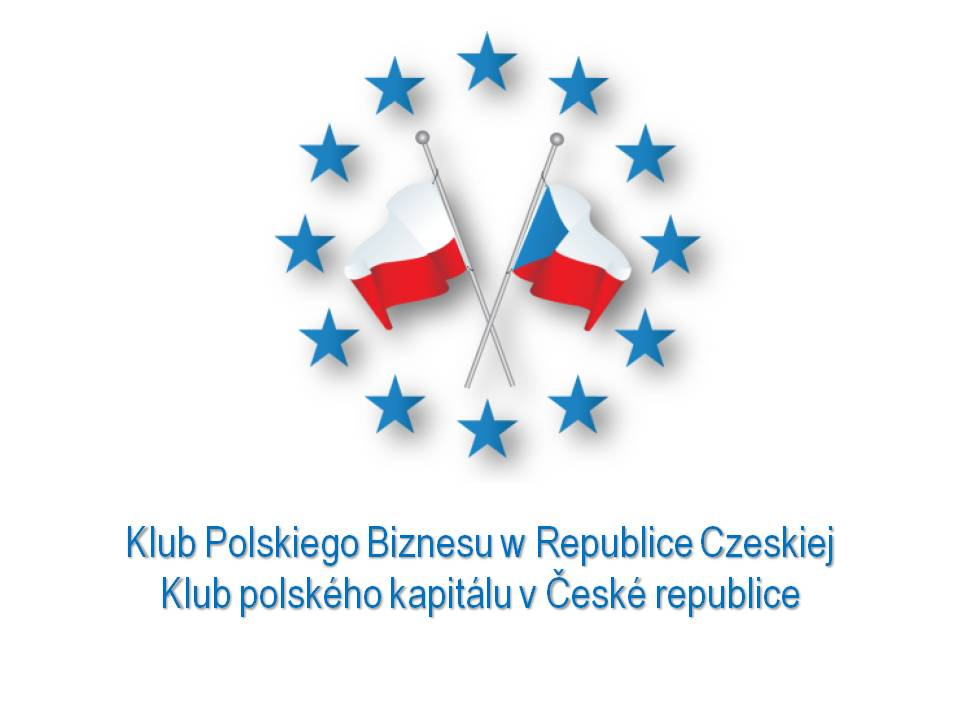 Klub Polskiego Biznesu w Republice Czeskiej
Klub polského kapitálu v České republice